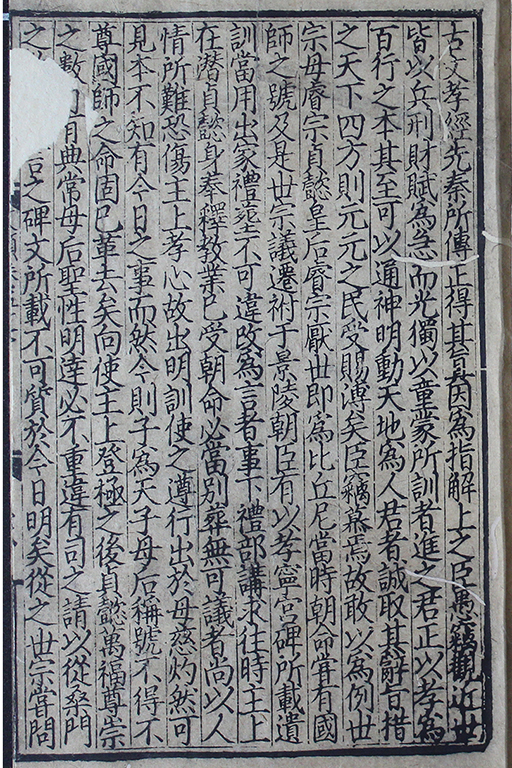 古文孝經先秦所傳正得其眞因爲指解上之臣愚竊觀近世
皆以兵刑財賦爲急而光獨以童蒙所訓者進之君正以孝爲
百行之本其至可以通神明動天地爲人君者誠取其辭旨措
之天下四方則元元之民受賜溥矣臣竊慕焉故敢以爲例世
宗母睿宗貞懿皇后睿宗厭世即爲比丘尼當時朝命甞有國
師之號及是世宗議遷祔于景陵朝臣有以孝寧宮碑所載遺
訓當用出家禮塟不可違改爲言者事下禮部講求往時主上
在潛貞懿身奉釋教業已受朝命必當別葬無可議者尚以人
情所難恐傷主上孝心故出明訓使之遵行出於母慈灼然可
見本不知有今日之事而然今則子爲天子母后稱號不得不
尊國師之命固已革去矣向使主上登極之後貞懿萬福尊崇
之數自有典常母后聖性明達必不重違有司之請以從桑門
之 言之碑文所載不可質於今日明矣從之世宗當問